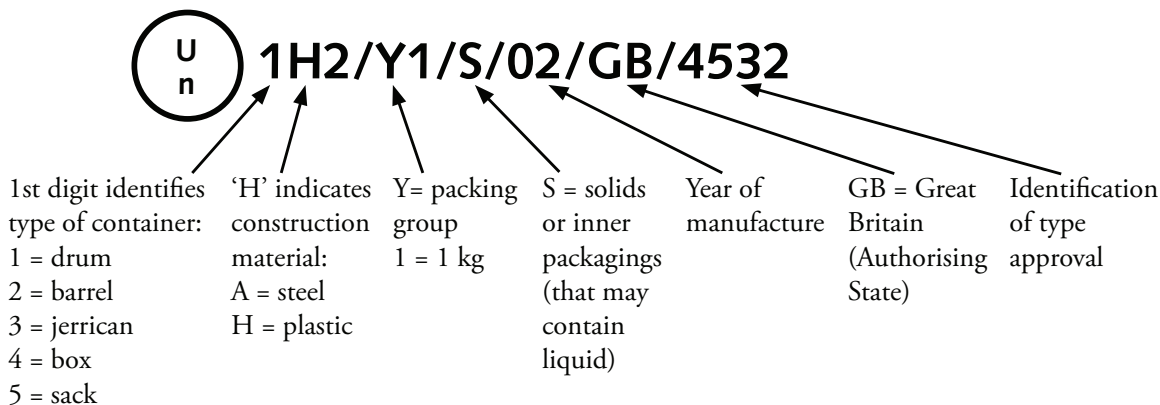 U
n
1H2/Y1/S/02/GB/4532
1st digit identifies
type of container:
1 = drum
2 = barrel
3 = jerrican
4 = box
5 = sack
‘H’ indicates
construction
material:
A = steel
H = plastic
Y= packing
group
1 = 1 kg
S = solids
or inner
packagings
(that may
contain
liquid)
Year of
manufacture
GB = Great
Britain
(Authorising
State)
Identification
of type
approval